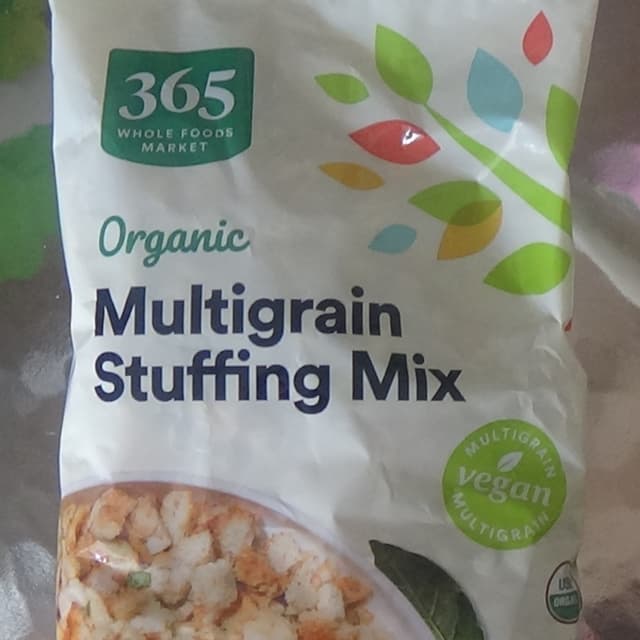 365
WHOLE FOODS
MARKET
Organic
Multigrain
Stuffing Mix
MULTIGRAIN
vegan
MULTIGRAIN